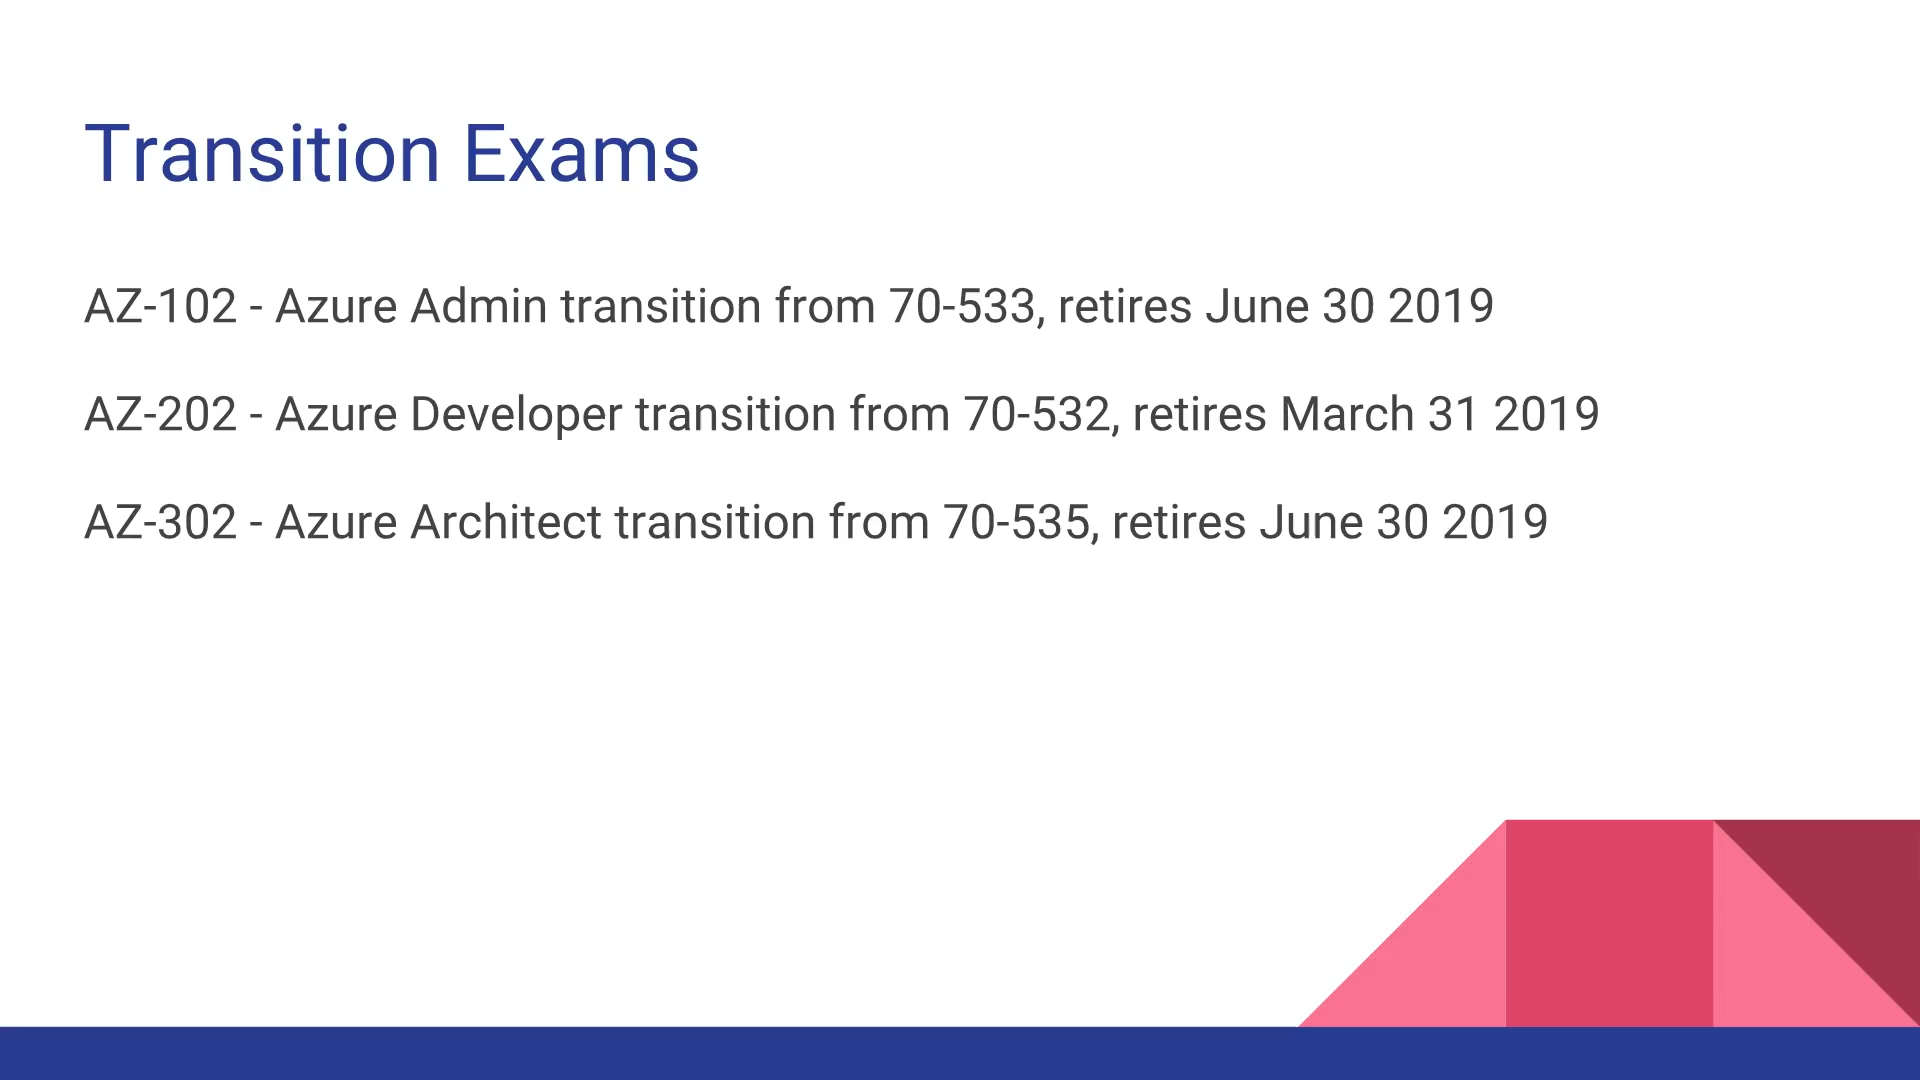 Transition Exams
AZ-102 - Azure Admin transition from 70-533, retires June 30 2019
AZ-202 - Azure Developer transition from 70-532, retires March 31 2019
AZ-302 - Azure Architect transition from 70-535, retires June 30 2019